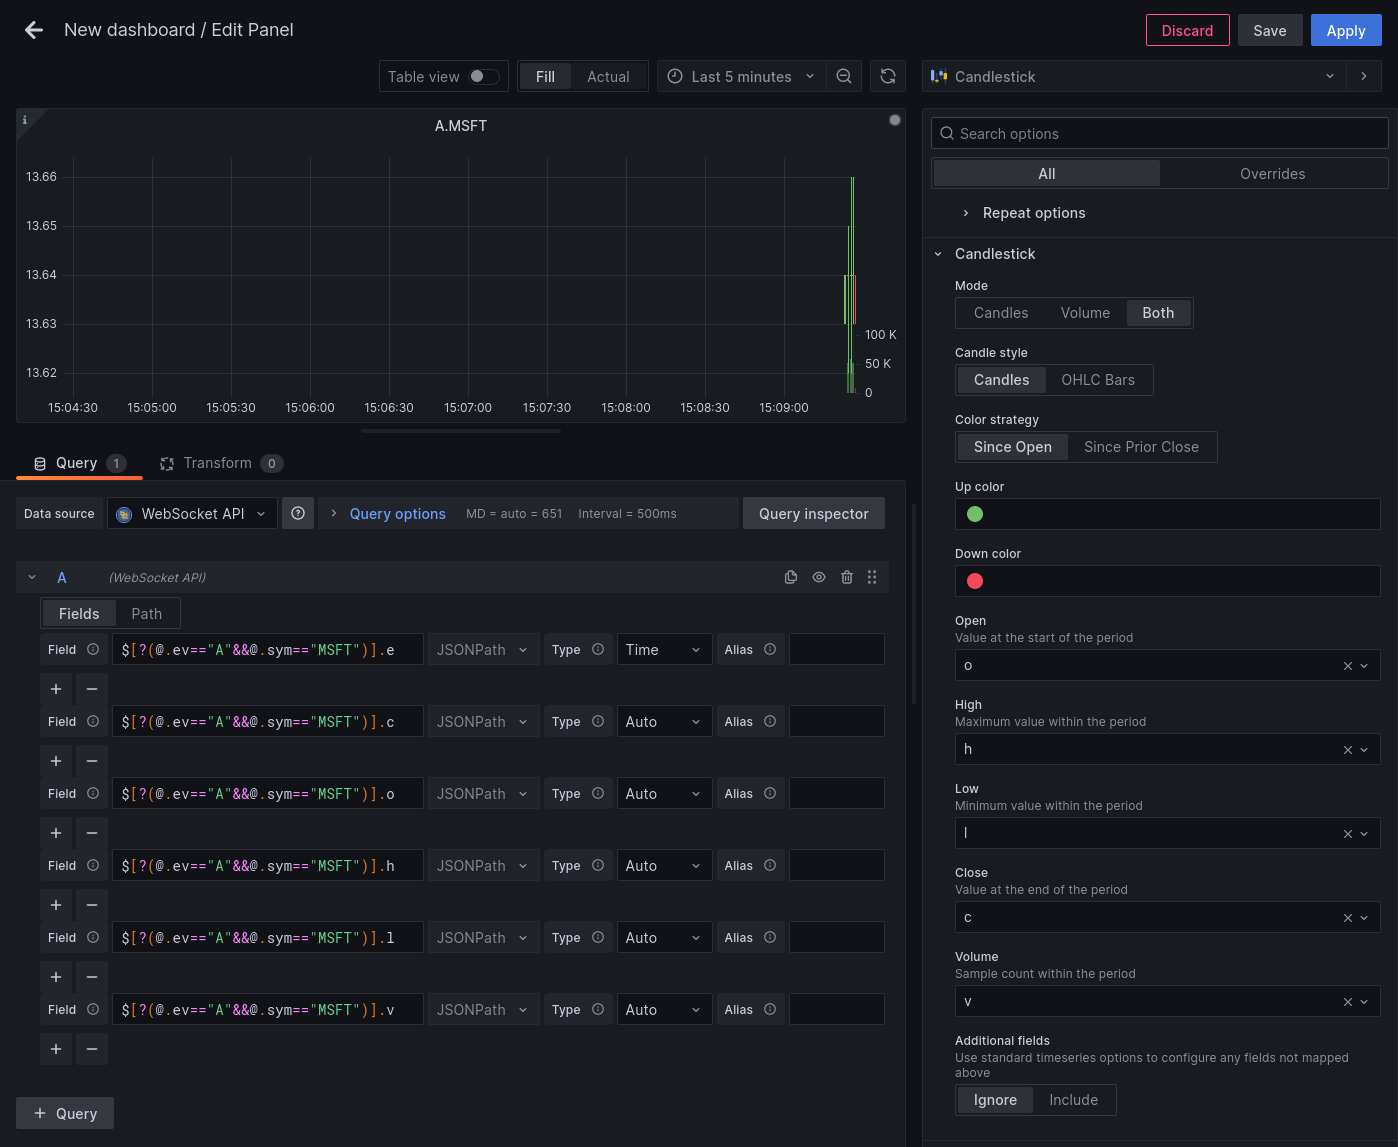 New dashboard / Edit Panel
Discard
Save
Apply
Table view
Fill
Actual
Last 5 minutes
Candlestick
A.MSFT
13.66
13.65
13.64
13.63
13.62
100 K
50 K
0
15:04:30
15:05:00
15:05:30
15:06:00
15:06:30
15:07:00
15:07:30
15:08:00
15:08:30
15:09:00
Query
1
Transform
0
Data source
WebSocket API
Query options
MD = auto = 651
Interval = 500ms
Query inspector
A
(WebSocket API)
Fields
Path
Field
$[?(@.ev=="A"&&@.sym=="MSFT")].e
JSONPath
Type
Time
Alias
+
−
Field
$[?(@.ev=="A"&&@.sym=="MSFT")].c
JSONPath
Type
Auto
Alias
+
−
Field
$[?(@.ev=="A"&&@.sym=="MSFT")].o
JSONPath
Type
Auto
Alias
+
−
Field
$[?(@.ev=="A"&&@.sym=="MSFT")].h
JSONPath
Type
Auto
Alias
+
−
Field
$[?(@.ev=="A"&&@.sym=="MSFT")].l
JSONPath
Type
Auto
Alias
+
−
Field
$[?(@.ev=="A"&&@.sym=="MSFT")].v
JSONPath
Type
Auto
Alias
+
−
+ Query
Search options
All
Overrides
Repeat options
Candlestick
Mode
Candles
Volume
Both
Candle style
Candles
OHLC Bars
Color strategy
Since Open
Since Prior Close
Up color
Down color
Open
Value at the start of the period
o
High
Maximum value within the period
h
Low
Minimum value within the period
l
Close
Value at the end of the period
c
Volume
Sample count within the period
v
Additional fields
Use standard timeseries options to configure any fields not mapped
above
Ignore
Include